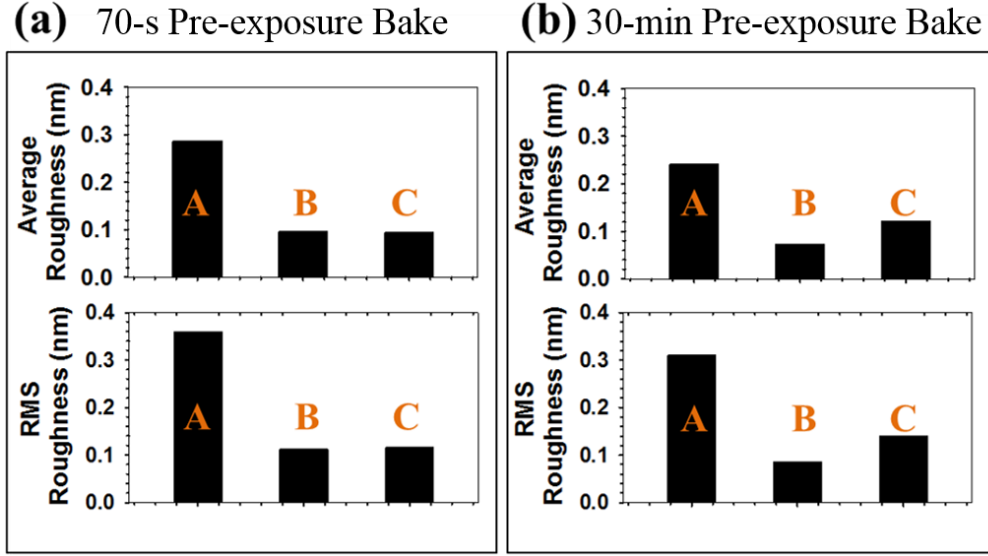 (a) 70-s Pre-exposure Bake
Average
Roughness (nm)
0.4
0.3
0.2
0.1
0.0
A
B
C
RMS
Roughness (nm)
0.4
0.3
0.2
0.1
0.0
A
B
C
(b) 30-min Pre-exposure Bake
Average
Roughness (nm)
0.4
0.3
0.2
0.1
0.0
A
B
C
RMS
Roughness (nm)
0.4
0.3
0.2
0.1
0.0
A
B
C